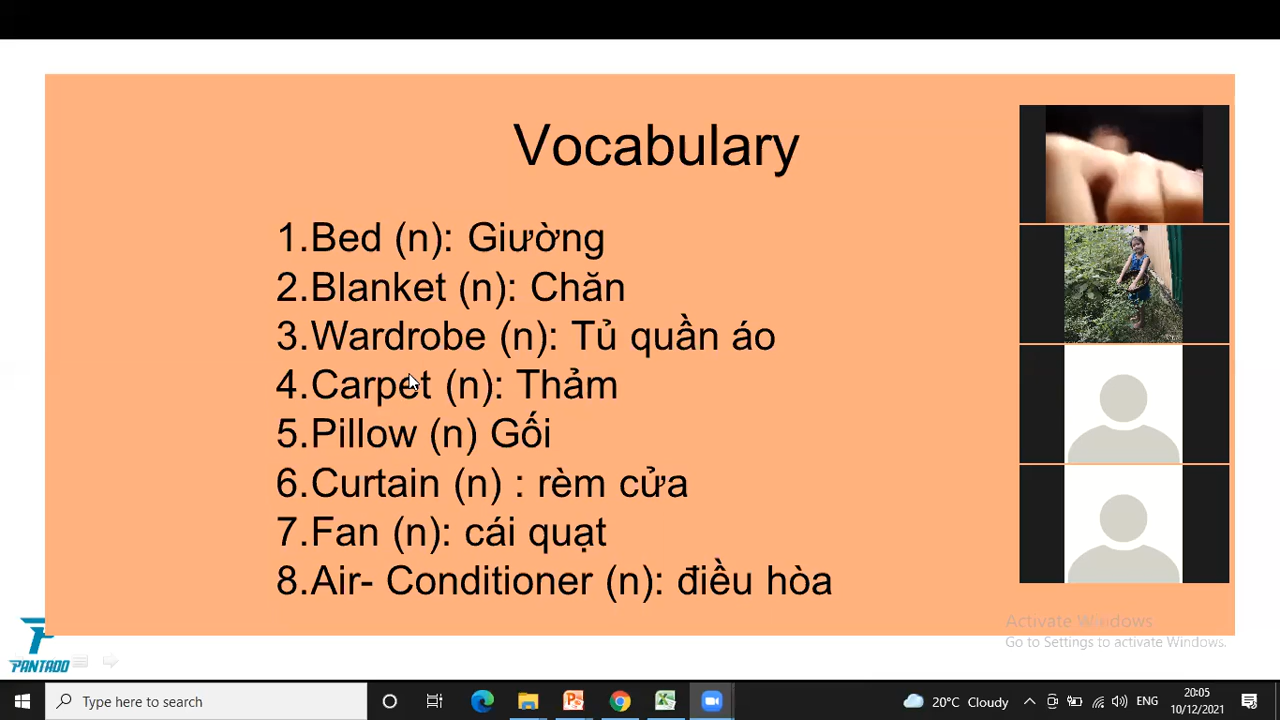 Vocabulary
1.Bed (n): Giường
2.Blanket (n): Chăn
3.Wardrobe (n): Tủ quần áo
4.Carpet (n): Thảm
5.Pillow (n) Gối
6.Curtain (n) : rèm cửa
7.Fan (n): cái quạt
8.Air- Conditioner (n): điều hòa
Activate Windows
Go to Settings to activate Windows.
PANTADO
Type here to search
20°C Cloudy
ENG
20:05
10/12/2021